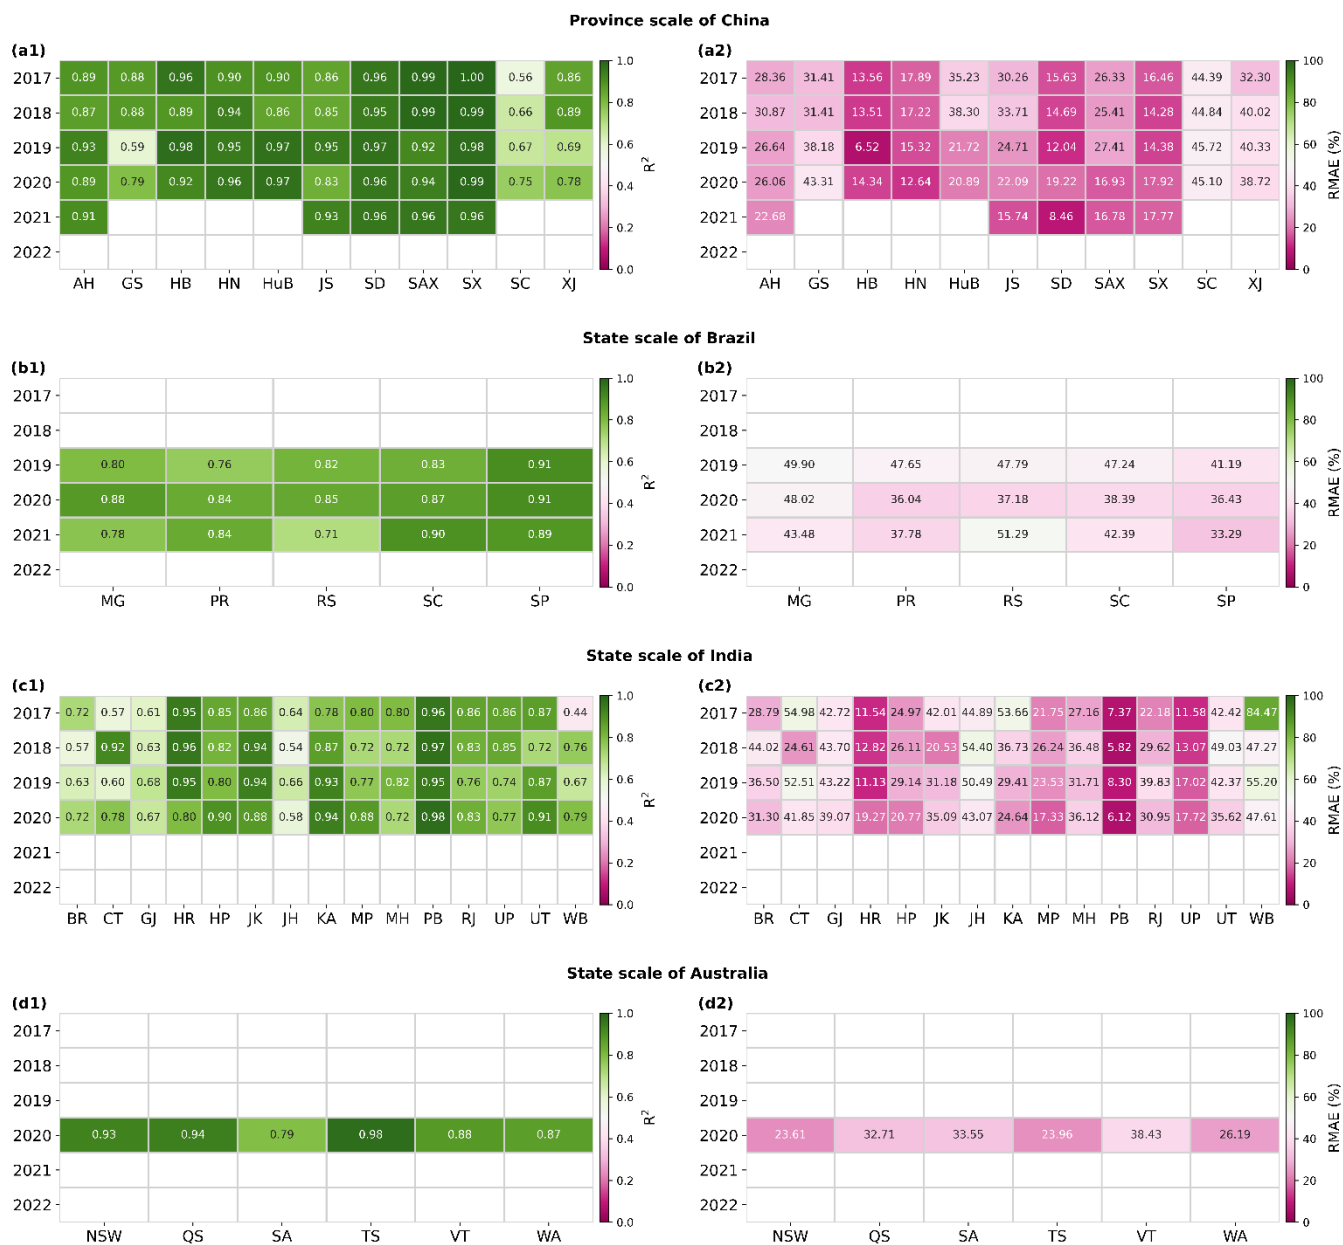 Province scale of China
(a1)
2017 0.89 0.88 0.96 0.90 0.90 0.86 0.96 0.99 1.00 0.56 0.86
2018 0.87 0.88 0.89 0.94 0.86 0.85 0.95 0.99 0.99 0.66 0.89
2019 0.93 0.59 0.98 0.95 0.97 0.95 0.97 0.92 0.98 0.67 0.69
2020 0.89 0.79 0.92 0.96 0.97 0.83 0.96 0.94 0.99 0.75 0.78
2021 0.91 0.93 0.96 0.96 0.96
2022
AH GS HB HN HuB JS SD SAX SX SC XJ
1.0
0.8
0.6
0.4
0.2
0.0
R²
(a2)
28.36 31.41 13.56 17.89 35.23 30.26 15.63 26.33 16.46 44.39 32.30
30.87 31.41 13.51 17.22 38.30 33.71 14.69 25.41 14.28 44.84 40.02
26.64 38.18 6.52 15.32 21.72 24.71 12.04 27.41 14.38 45.72 40.33
26.06 43.31 14.34 12.64 20.89 22.09 19.22 16.93 17.92 45.10 38.72
22.68 15.74 8.46 16.78 17.77
AH GS HB HN HuB JS SD SAX SX SC XJ
100
80
60
40
20
0
RMAE (%)
State scale of Brazil
(b1)
2017
2018
2019 0.80 0.76 0.82 0.83 0.91
2020 0.88 0.84 0.85 0.87 0.91
2021 0.78 0.84 0.71 0.90 0.89
2022
MG PR RS SC SP
1.0
0.8
0.6
0.4
0.2
0.0
R²
(b2)
49.90 47.65 47.79 47.24 41.19
48.02 36.04 37.18 38.39 36.43
43.48 37.78 51.29 42.39 33.29
MG PR RS SC SP
100
80
60
40
20
0
RMAE (%)
State scale of India
(c1)
2017 0.72 0.57 0.61 0.95 0.85 0.86 0.64 0.78 0.80 0.80 0.96 0.86 0.86 0.87 0.44
2018 0.57 0.92 0.63 0.96 0.82 0.94 0.54 0.87 0.72 0.72 0.97 0.83 0.85 0.72 0.76
2019 0.63 0.60 0.68 0.95 0.80 0.94 0.66 0.93 0.77 0.82 0.95 0.76 0.74 0.87 0.67
2020 0.72 0.78 0.67 0.80 0.90 0.88 0.58 0.94 0.88 0.72 0.98 0.83 0.77 0.91 0.79
2021
2022
BR CT GJ HR HP JK JH KA MP MH PB RJ UP UT WB
1.0
0.8
0.6
0.4
0.2
0.0
R²
(c2)
28.79 54.98 42.72 11.54 24.97 42.01 44.89 53.66 21.75 27.16 7.37 22.18 11.58 42.42 84.47
44.02 24.61 43.70 12.82 26.11 20.53 54.40 36.73 26.24 36.48 5.82 29.62 13.07 49.03 47.27
36.50 52.51 43.22 11.13 29.14 31.18 50.49 29.41 23.53 31.71 8.30 39.83 17.02 42.37 55.20
31.30 41.85 39.07 19.27 20.77 35.09 43.07 24.64 17.33 36.12 6.12 30.95 17.72 35.62 47.61
BR CT GJ HR HP JK JH KA MP MH PB RJ UP UT WB
100
80
60
40
20
0
RMAE (%)
State scale of Australia
(d1)
2017
2018
2019
2020 0.93 0.94 0.79 0.98 0.88 0.87
2021
2022
NSW QS SA TS VT WA
1.0
0.8
0.6
0.4
0.2
0.0
R²
(d2)
23.61 32.71 33.55 23.96 38.43 26.19
NSW QS SA TS VT WA
100
80
60
40
20
0
RMAE (%)